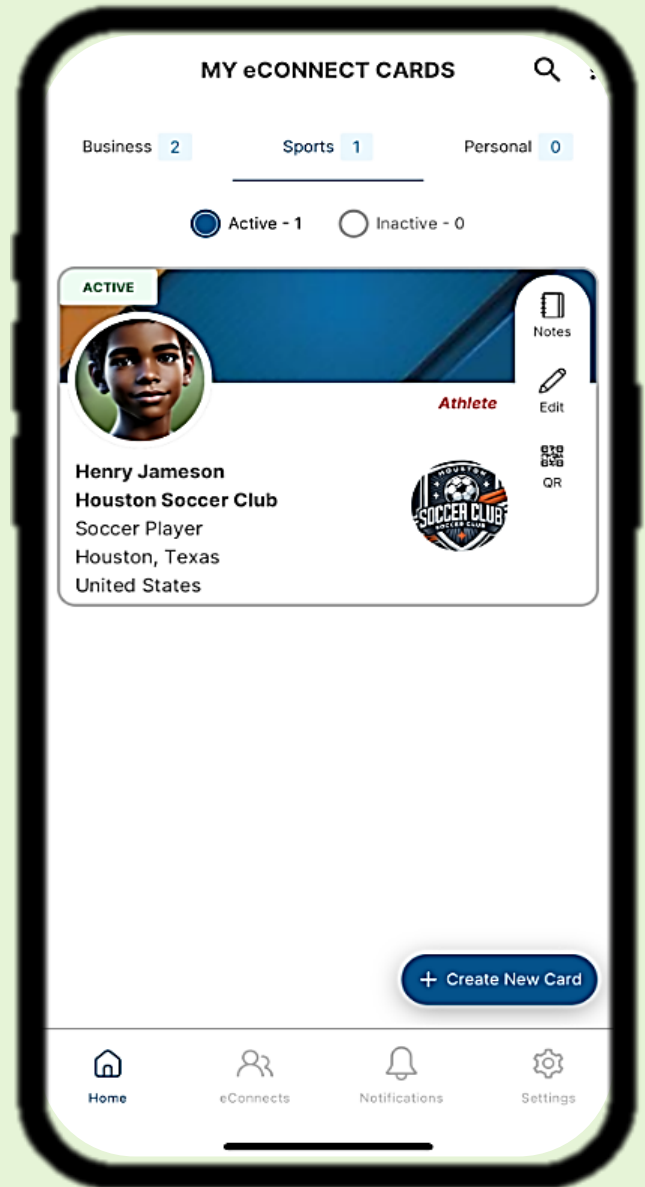 MY eCONNECT CARDS
Business 2 Sports 1 Personal 0
Active - 1 Inactive - 0
ACTIVE
Notes
Edit
QR
Athlete
Henry Jameson
Houston Soccer Club
Soccer Player
Houston, Texas
United States
HOUSTON
SOCCER CLUB
SOCCER CLUB
+ Create New Card
Home eConnects Notifications Settings